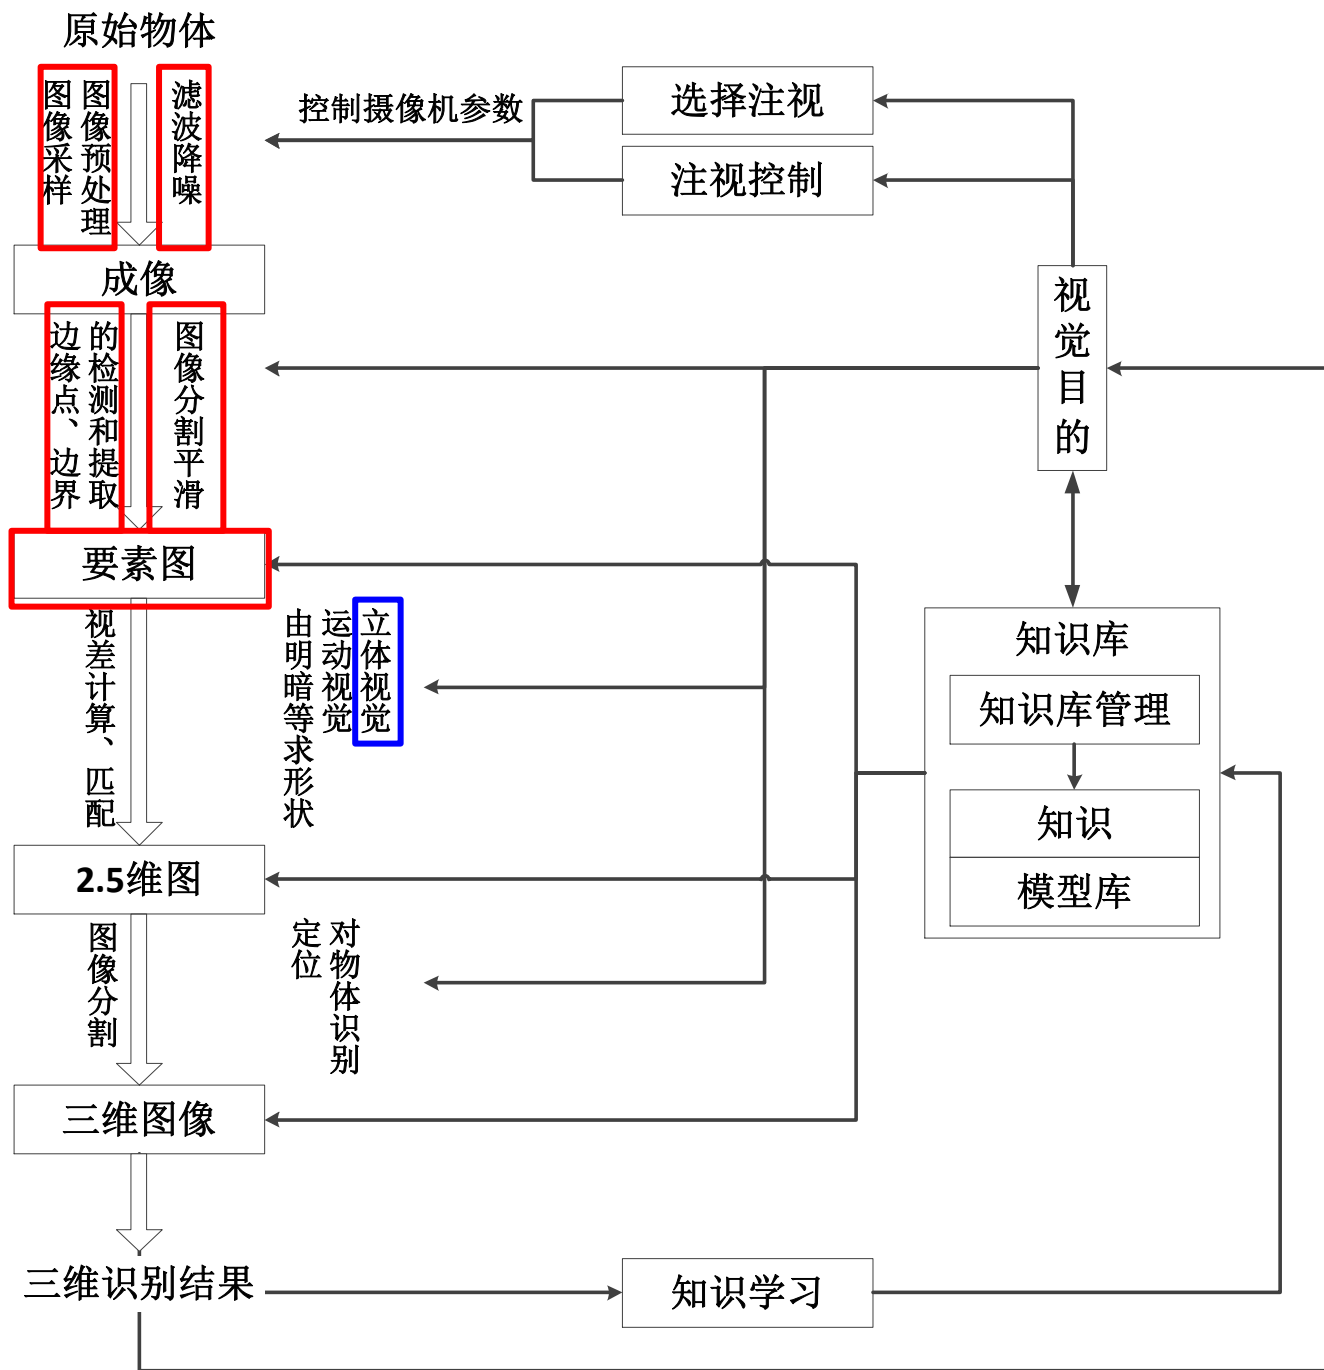 原始物体
图像采样
图像预处理
滤波降噪
控制摄像机参数
选择注视
注视控制
成像
边缘点、边界
的检测和提取
图像分割平滑
视觉目的
要素图
视差计算、匹配
由明暗等求形状
运动视觉
立体视觉
知识库
知识库管理
知识
模型库
2.5维图
图像分割
定位
对物体识别
三维图像
三维识别结果
知识学习